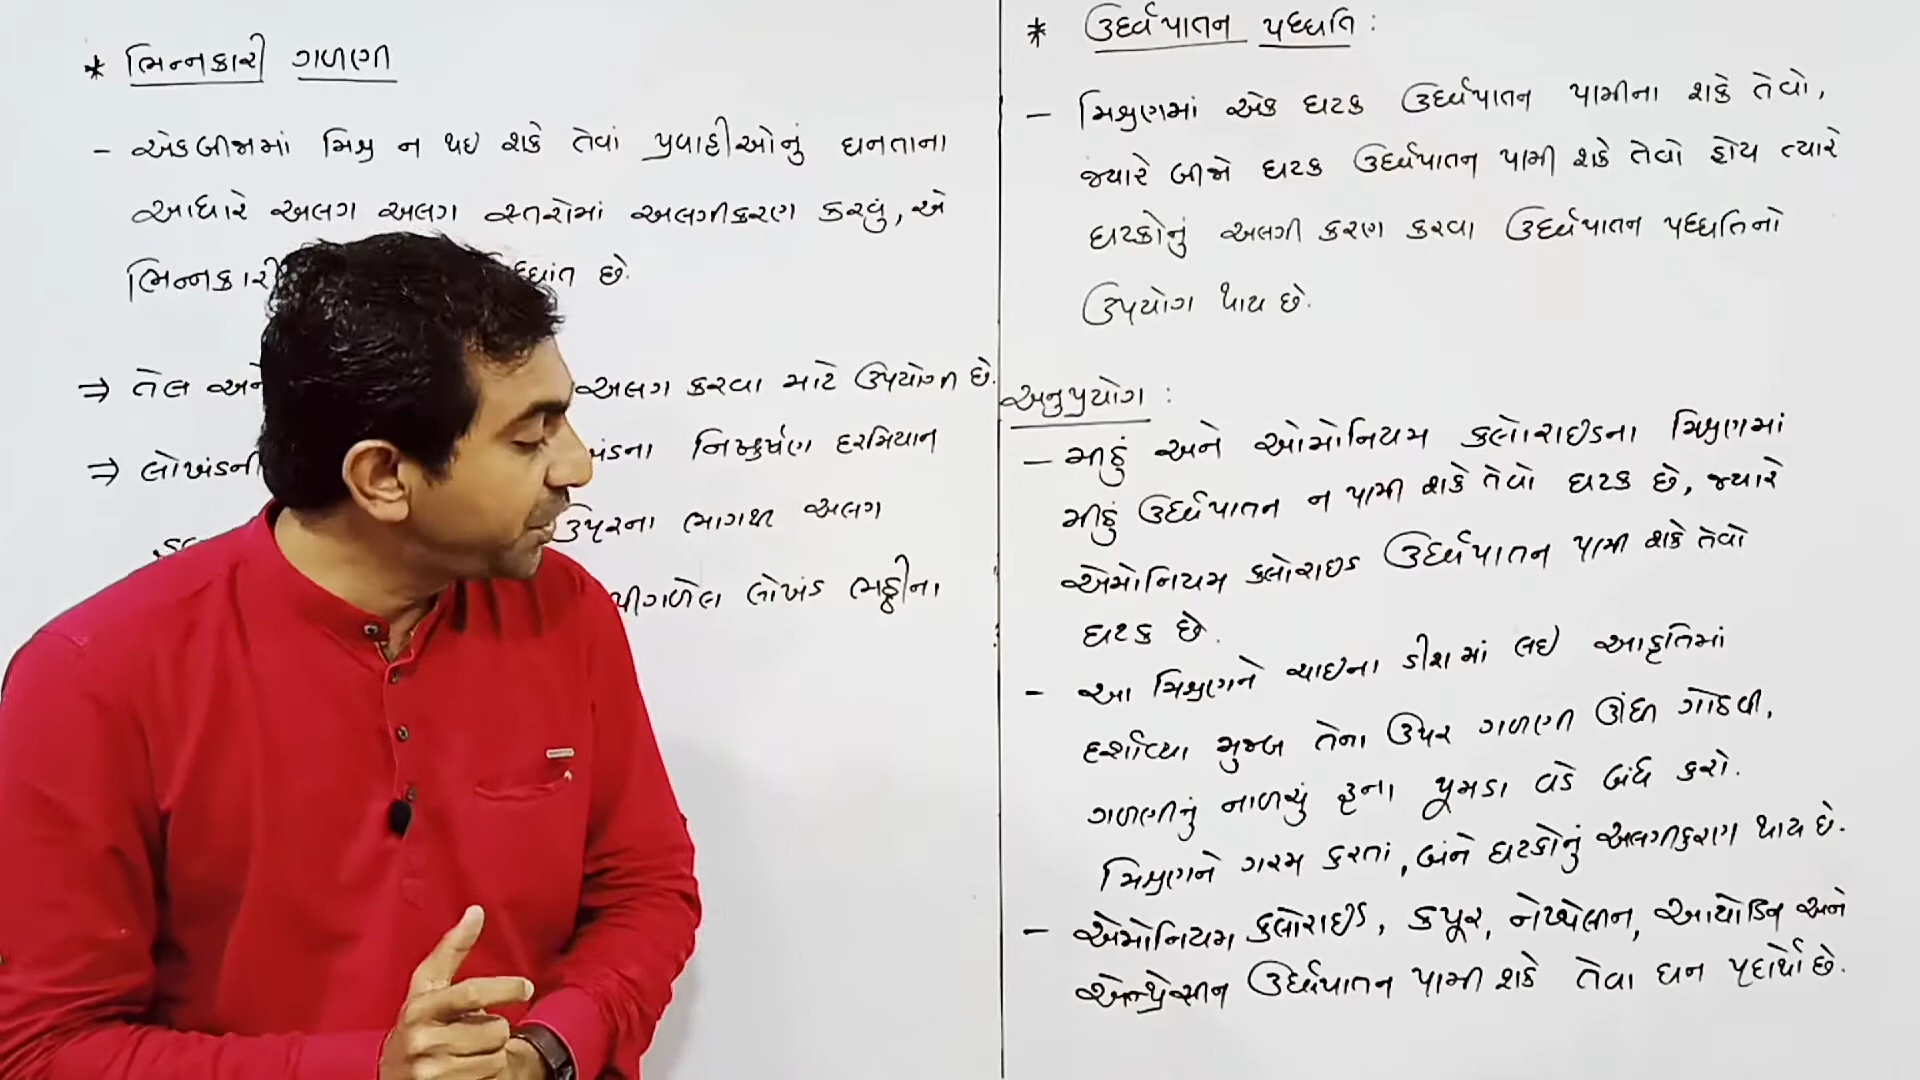 * ભિન્નકારી ગળણી
- એકબીજામાં મિશ્ર ન થઇ શકે તેવાં પ્રવાહીઓનું ઘનતાના
આધારે અલગ અલગ સ્તરોમાં અલગીકરણ કરવું, એ
ભિન્નકારી છે.
⇒ તેલ અને અલગ કરવા માટે ઉપયોગી છે.
⇒ લોખંડની નિષ્કર્ષણ દરમિયાન
ઉપરના ભાગથી અલગ
પીગળેલ લોખંડ ભઠ્ઠીના
* ઉર્ધ્વપાતન પધ્ધતિ :
- મિશ્રણમાં એક ઘટક ઉર્ધ્વપાતન પામીના શકે તેવો,
જ્યારે બીજો ઘટક ઉર્ધ્વપાતન પામી શકે તેવો હોય ત્યારે
ઘટકોનું અલગી કરણ કરવા ઉર્ધ્વપાતન પધ્ધતિનો
ઉપયોગ થાય છે.
અનુપ્રયોગ :
- મીઠું અને એમોનિયમ કલોરાઇડના મિશ્રણમાં
મીઠું ઉર્ધ્વપાતન ન પામી શકે તેવો ઘટક છે, જ્યારે
એમોનિયમ કલોરાઇડ ઉર્ધ્વપાતન પામી શકે તેવો
ઘટક છે.
- આ મિશ્રણને ચાઇના ડીશમાં લઇ આકૃતિમાં
દર્શાવ્યા મુજબ તેના ઉપર ગળણી ઊંધી ગોઠવી,
ગળણીનું નાળચું રૂના પૂમડા વડે બંધ કરો.
મિશ્રણને ગરમ કરતાં, બંને ઘટકોનું અલગીકરણ થાય છે.
- એમોનિયમ કલોરાઇડ, કપૂર, નેપ્થેલીન, આયોડિન અને
એન્થ્રેસીન ઉર્ધ્વપાતન પામી શકે તેવા ઘન પદાર્થો છે.